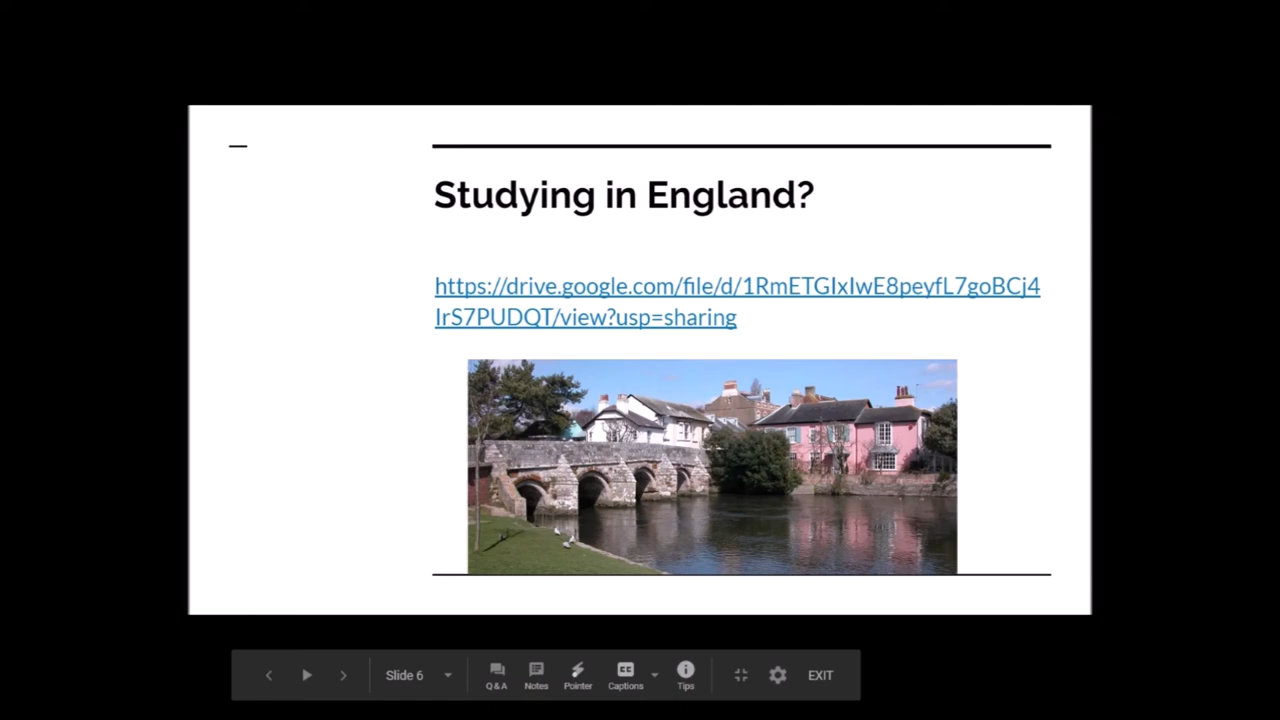 Studying in England?
https://drive.google.com/file/d/1RmETGIxIwE8peyfL7goBCj4
IrS7PUDQT/view?usp=sharing
Slide 6
Q&A
Notes
Pointer
Captions
Tips
EXIT